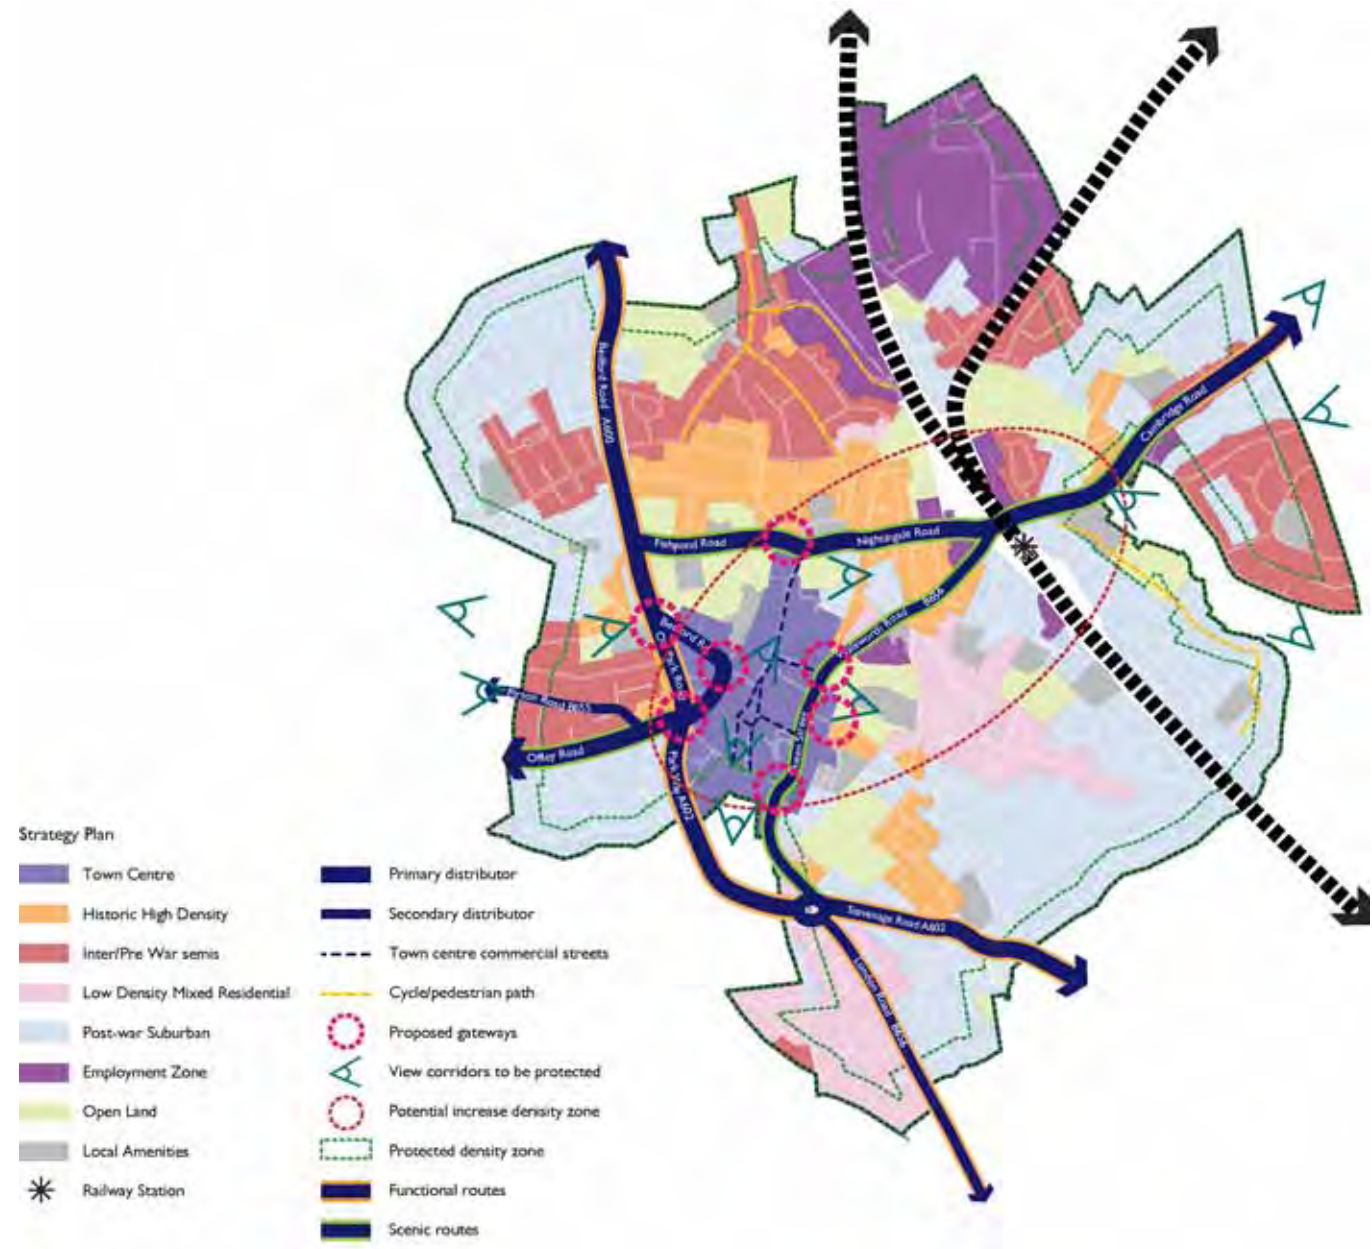 Bedford Road A600
Cambridge Road
Fishpond Road
Nightingale Road
B656
Park Road
Offley Road
Park Way A602
Stevenage Road A602
London Road B656
Strategy Plan
Town Centre
Historic High Density
Inter/Pre War semis
Low Density Mixed Residential
Post-war Suburban
Employment Zone
Open Land
Local Amenities
Railway Station
Primary distributor
Secondary distributor
Town centre commercial streets
Cycle/pedestrian path
Proposed gateways
View corridors to be protected
Potential increase density zone
Protected density zone
Functional routes
Scenic routes